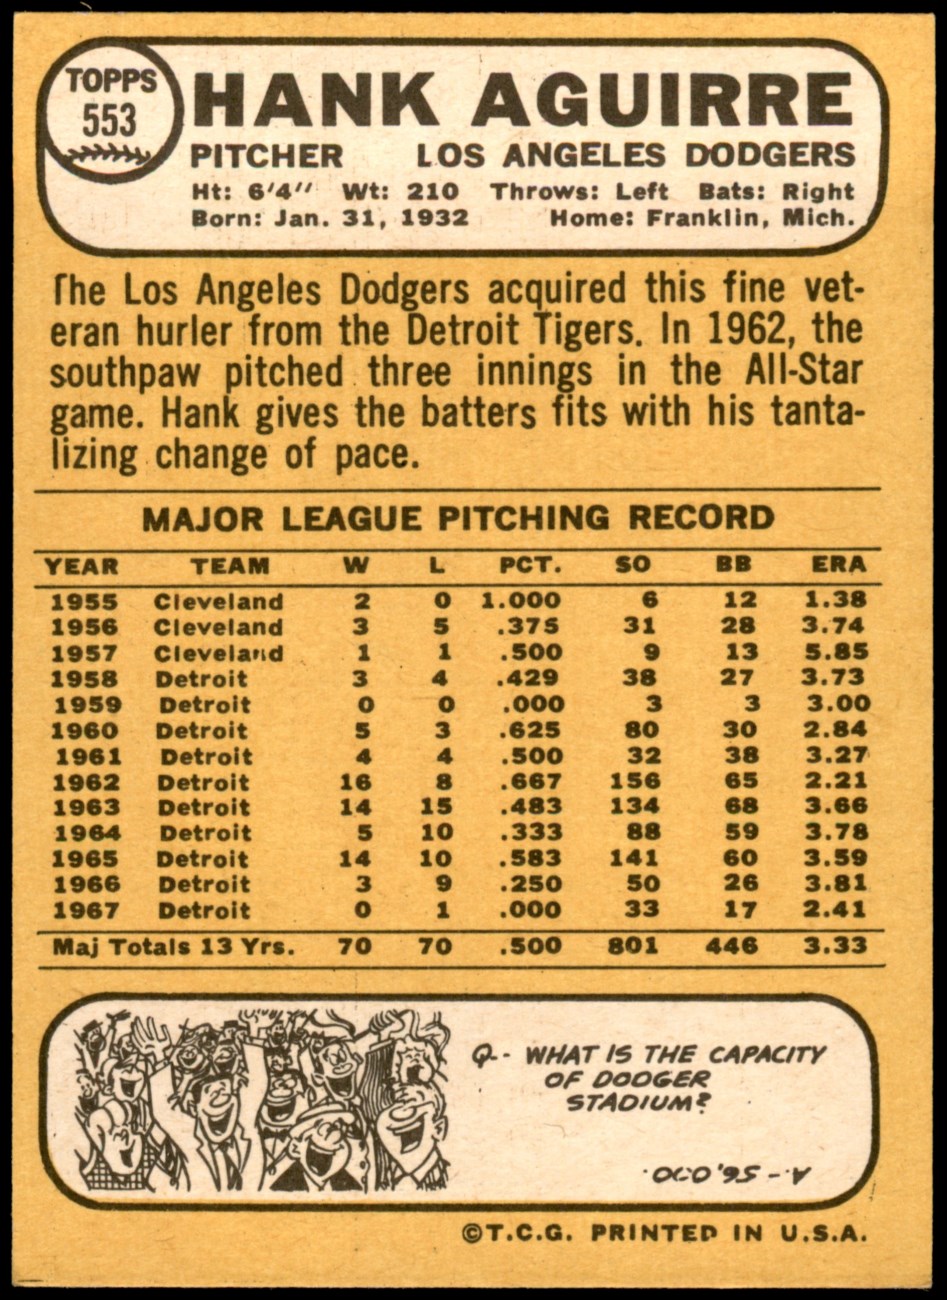 TOPPS
553
HANK AGUIRRE
PITCHER LOS ANGELES DODGERS
Ht: 6'4'' Wt: 210 Throws: Left Bats: Right
Born: Jan. 31, 1932 Home: Franklin, Mich.
The Los Angeles Dodgers acquired this fine vet-
eran hurler from the Detroit Tigers. In 1962, the
southpaw pitched three innings in the All-Star
game. Hank gives the batters fits with his tanta-
lizing change of pace.
MAJOR LEAGUE PITCHING RECORD
YEAR TEAM W L PCT. SO BB ERA
1955 Cleveland 2 0 1.000 6 12 1.38
1956 Cleveland 3 5 .375 31 28 3.74
1957 Cleveland 1 1 .500 9 13 5.85
1958 Detroit 3 4 .429 38 27 3.73
1959 Detroit 0 0 .000 3 3 3.00
1960 Detroit 5 3 .625 80 30 2.84
1961 Detroit 4 4 .500 32 38 3.27
1962 Detroit 16 8 .667 156 65 2.21
1963 Detroit 14 15 .483 134 68 3.66
1964 Detroit 5 10 .333 88 59 3.78
1965 Detroit 14 10 .583 141 60 3.59
1966 Detroit 3 9 .250 50 26 3.81
1967 Detroit 0 1 .000 33 17 2.41
Maj Totals 13 Yrs. 70 70 .500 801 446 3.33
Q-- WHAT IS THE CAPACITY
OF DODGER
STADIUM?
A.-- 56,000.
©T.C.G. PRINTED IN U.S.A.